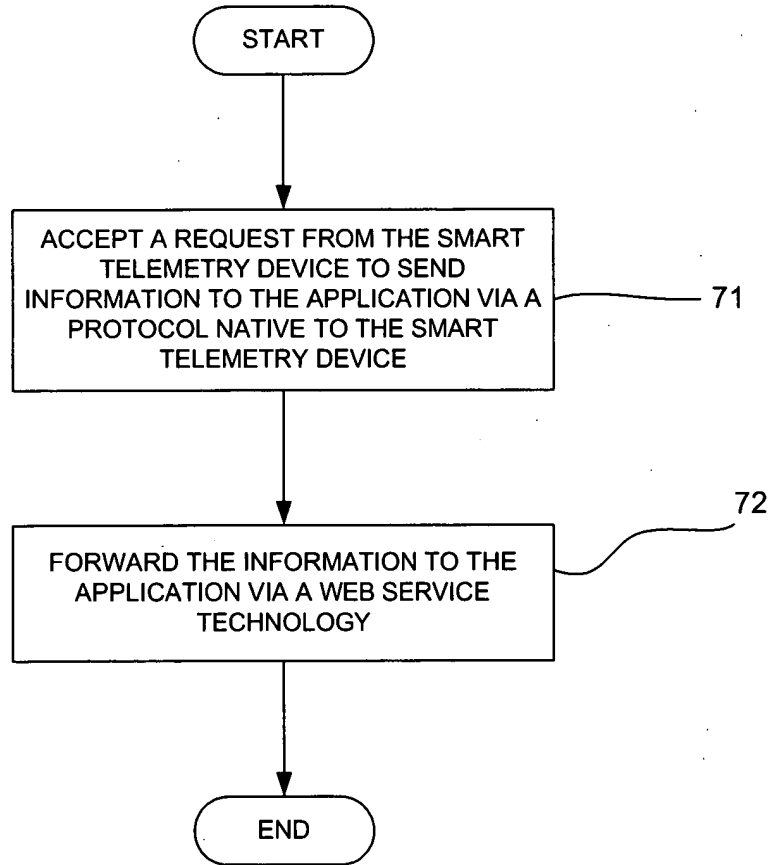 START
ACCEPT A REQUEST FROM THE SMART
TELEMETRY DEVICE TO SEND
INFORMATION TO THE APPLICATION VIA A
PROTOCOL NATIVE TO THE SMART
TELEMETRY DEVICE
71
72
FORWARD THE INFORMATION TO THE
APPLICATION VIA A WEB SERVICE
TECHNOLOGY
END